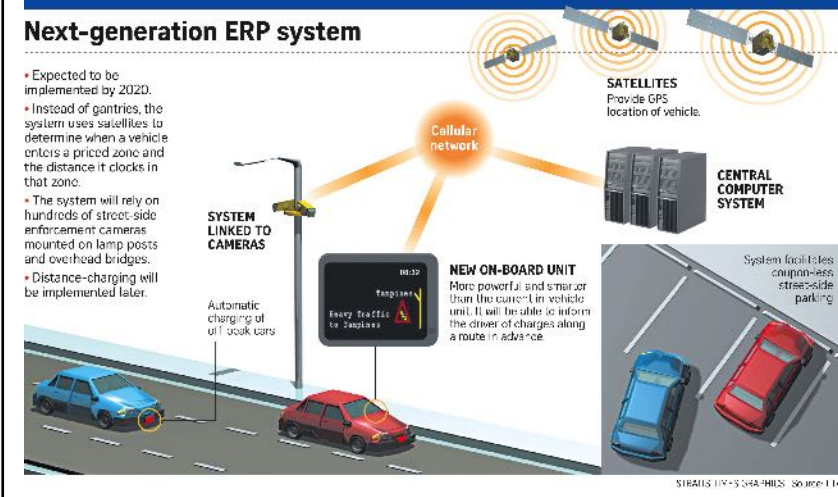 Next-generation ERP system
• Expected to be
implemented by 2020.
• Instead of gantries, the
system uses satellites to
determine when a vehicle
enters a priced zone and
the distance it clocks in
that zone.
• The system will rely on
hundreds of street-side
enforcement cameras
mounted on lamp posts
and overhead bridges.
• Distance-charging will
be implemented later.
SATELLITES
Provide GPS
location of vehicle.
Cellular
network
CENTRAL
COMPUTER
SYSTEM
SYSTEM
LINKED TO
CAMERAS
08:32
Tampines
Heavy Traffic
to Tampines
NEW ON-BOARD UNIT
More powerful and smarter
than the current in-vehicle
unit. It will be able to inform
the driver of charges along
a route in advance.
System facilitates
coupon-less
street-side
parking
Automatic
charging of
off-peak cars
STRAITS TIMES GRAPHICS Source: